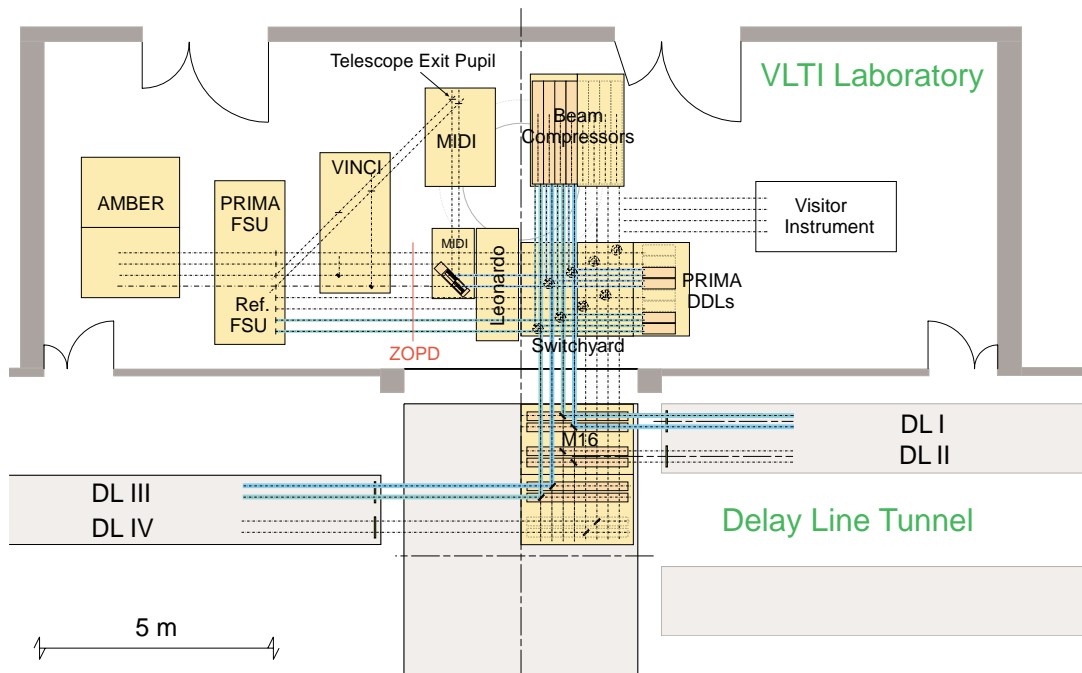 Telescope Exit Pupil
VLTI Laboratory
Beam
Compressors
MIDI
VINCI
AMBER
PRIMA
FSU
Visitor
Instrument
MIDI
Leonardo
PRIMA
DDLs
Ref.
FSU
Switchyard
ZOPD
DL I
M16
DL II
DL III
DL IV
Delay Line Tunnel
5 m